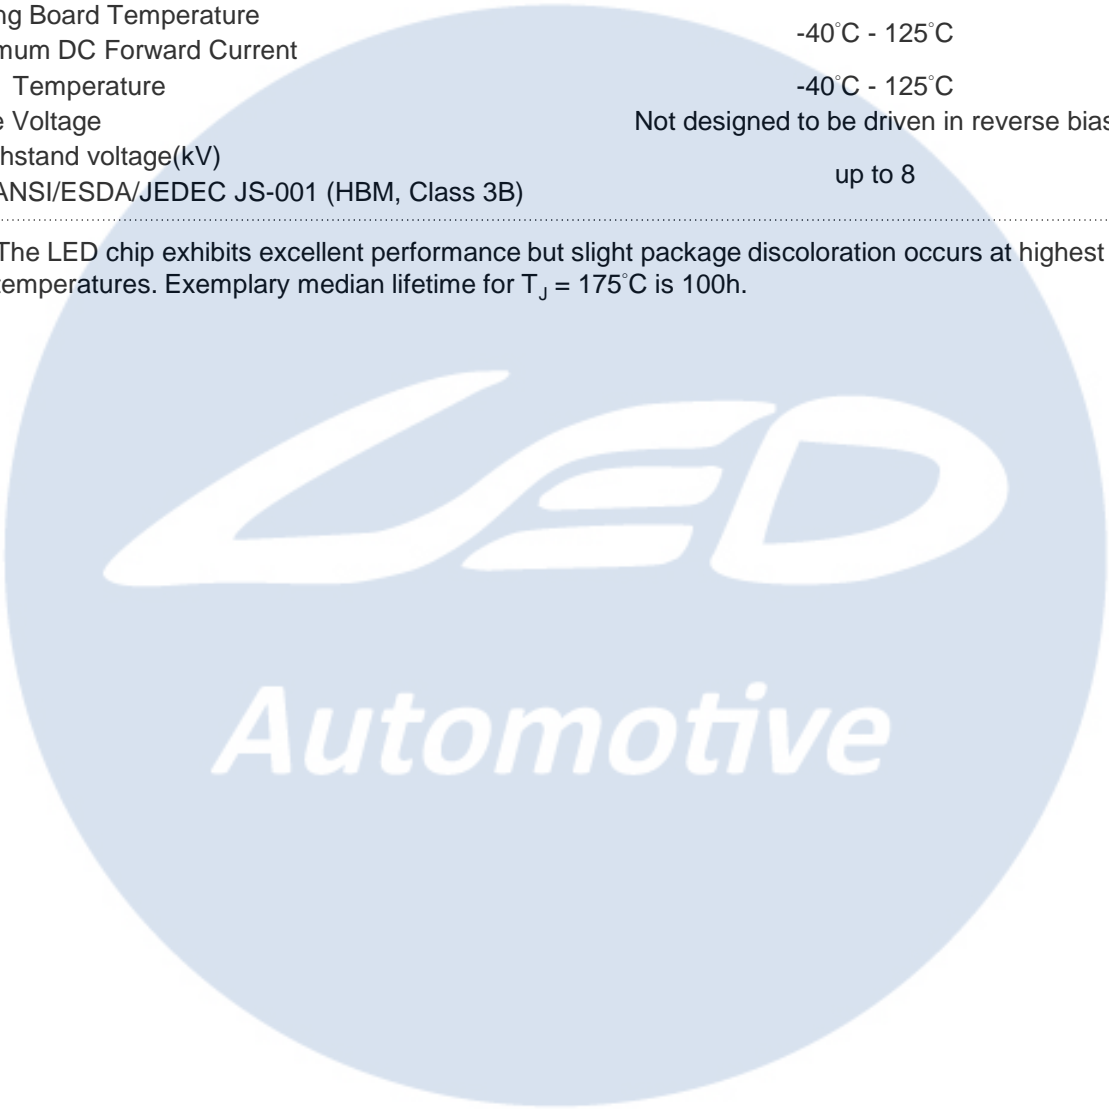 ng Board Temperature
mum DC Forward Current
-40°C - 125°C
Temperature -40°C - 125°C
e Voltage Not designed to be driven in reverse bias
hstand voltage(kV)
ANSI/ESDA/JEDEC JS-001 (HBM, Class 3B)
up to 8
The LED chip exhibits excellent performance but slight package discoloration occurs at highest
temperatures. Exemplary median lifetime for TJ = 175°C is 100h.
LED
Automotive